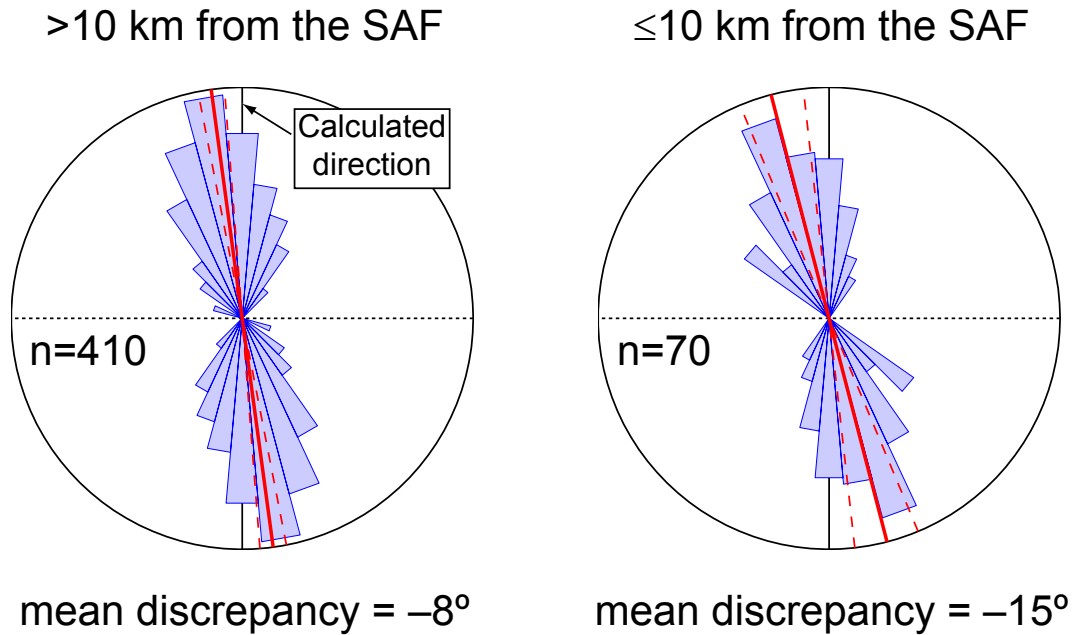 >10 km from the SAF
≤10 km from the SAF
Calculated
direction
n=410
n=70
mean discrepancy = –8º
mean discrepancy = –15º